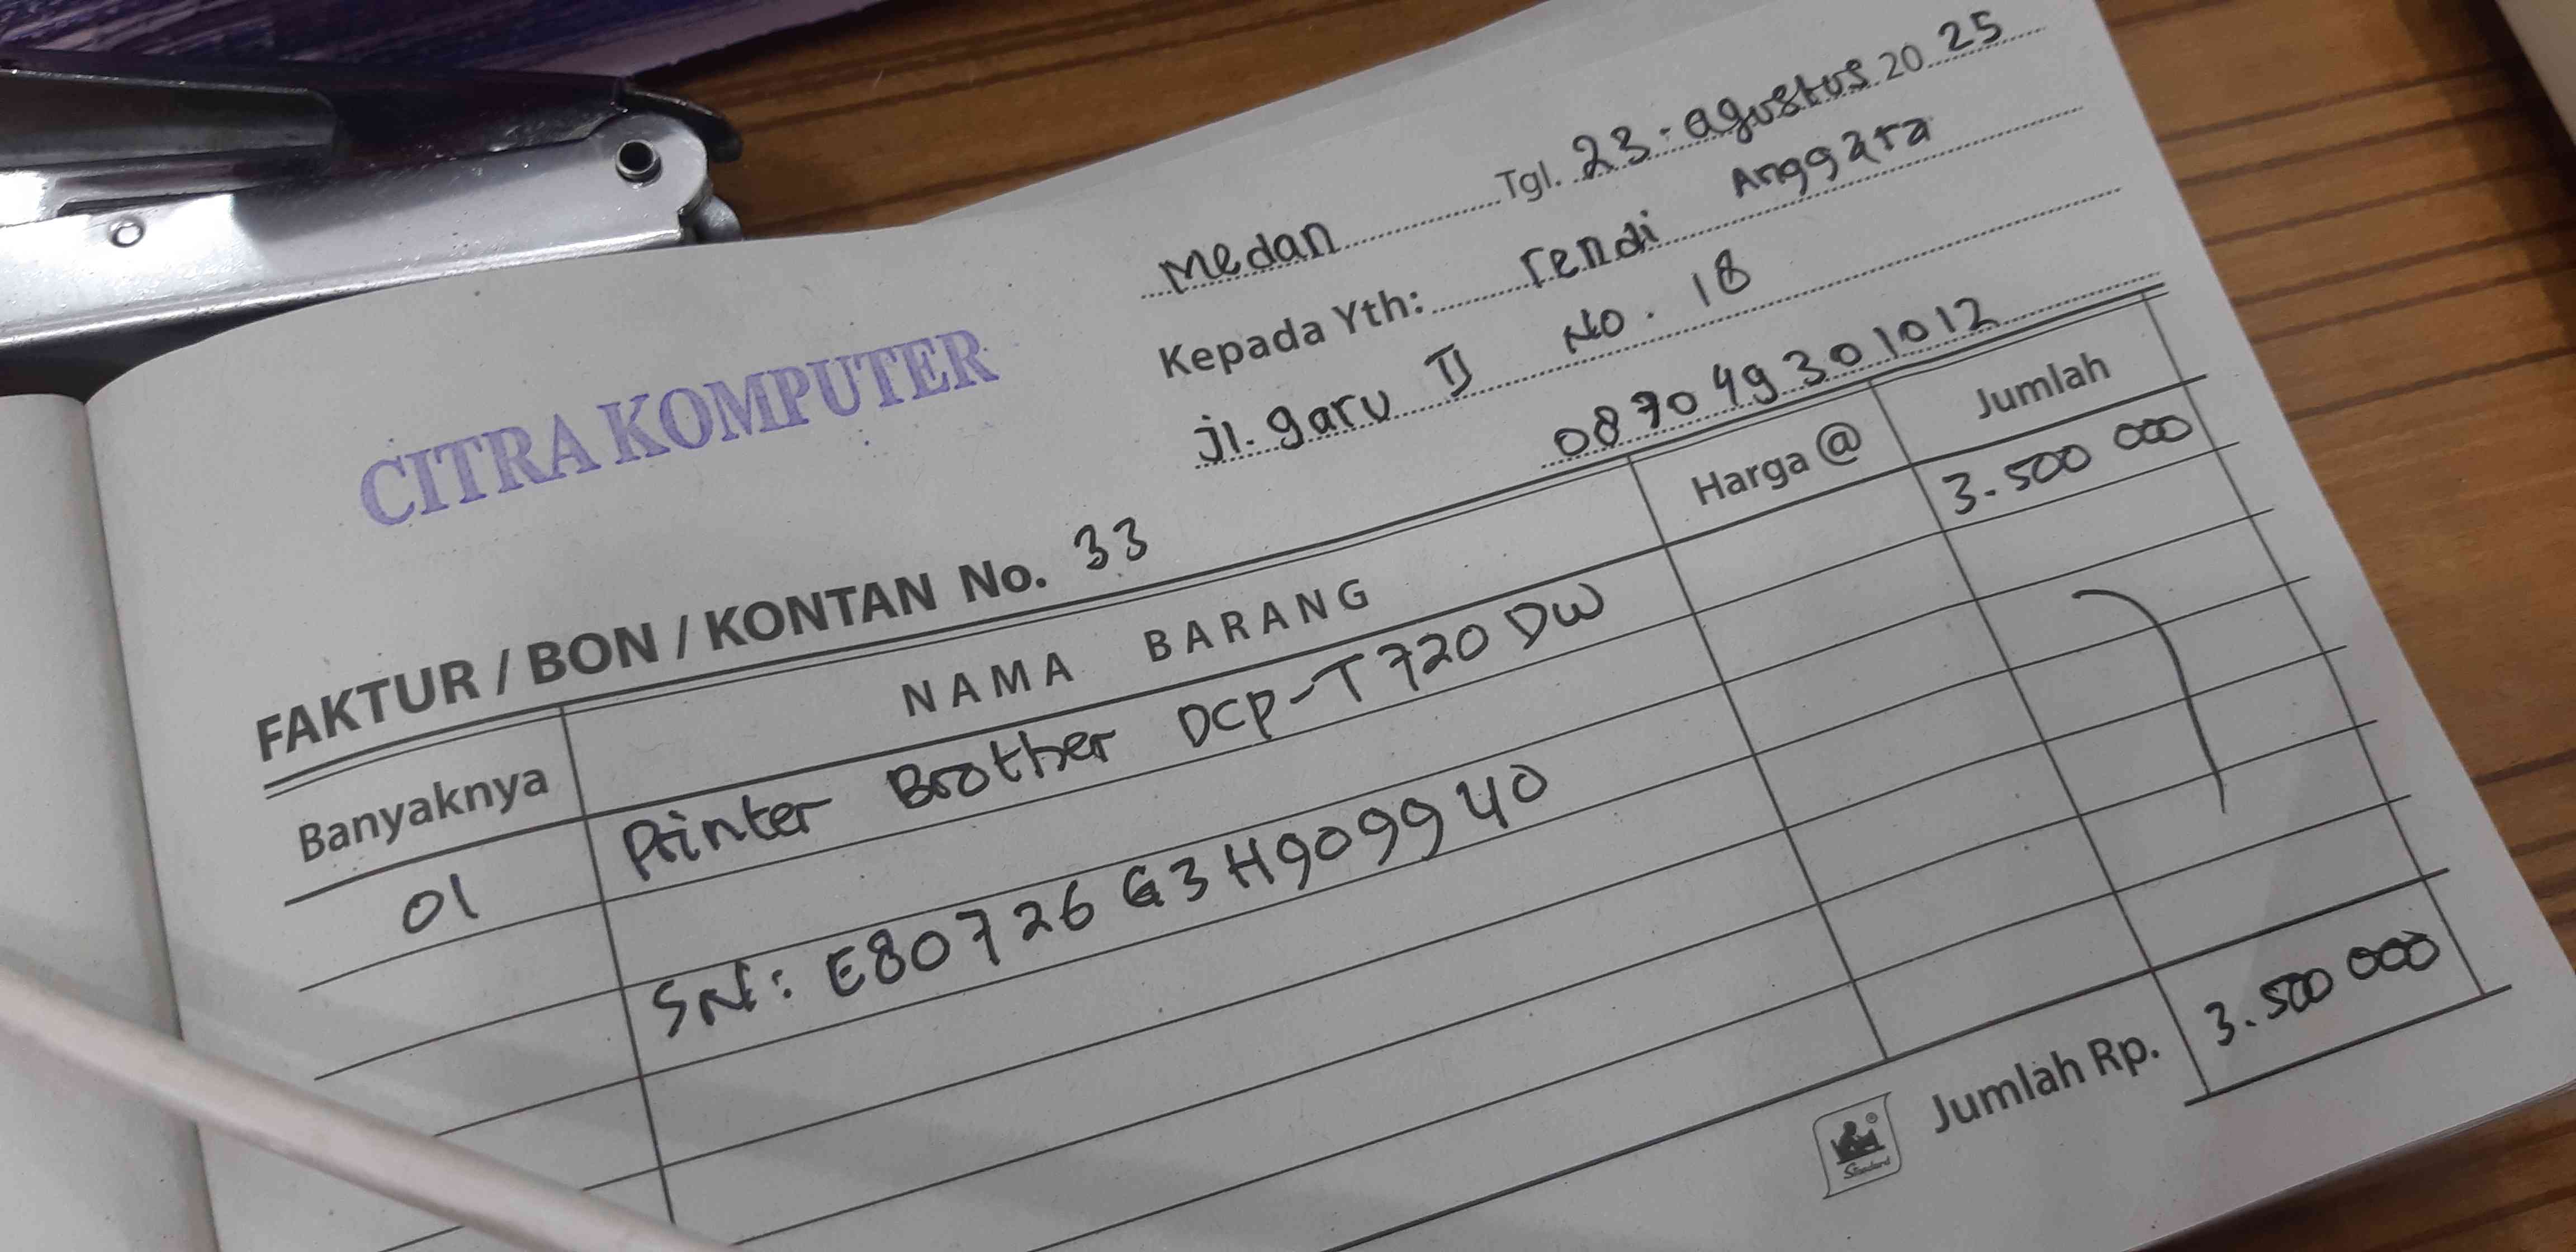 Medan Tgl. 23 - agustus 20 25
Kepada Yth: rendi Anggara
jl. garu II No. 18
087049301012
CITRA KOMPUTER
FAKTUR / BON / KONTAN No. 33
Banyaknya NAMA BARANG Harga @ Jumlah
01 Printer Brother DCP-T720 DW 3.500 000
SN: E80726G3H909940
Jumlah Rp. 3.500 000
Standard